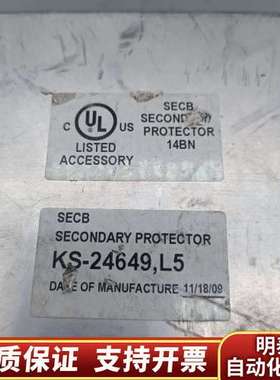 C UL US
LISTED
ACCESSORY
SECB
SECONDARY
PROTECTOR
14BN
SECB
SECONDARY PROTECTOR
KS-24649,L5
DATE OF MANUFACTURE 11/18/09
质保证 支持开票
明
自动化